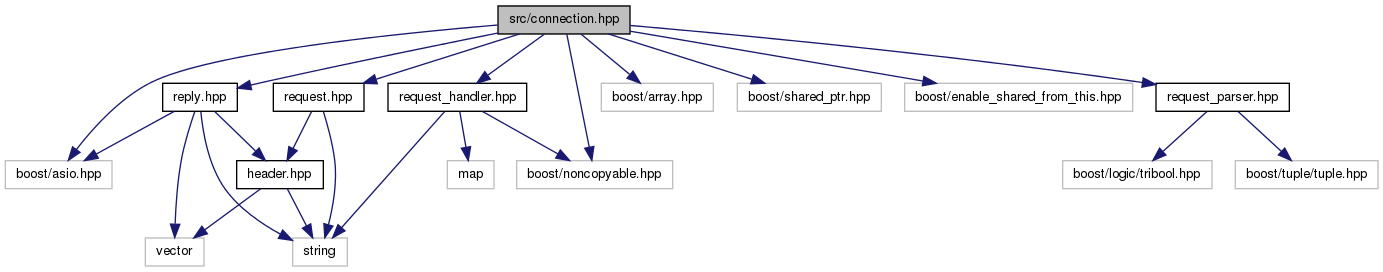 src/connection.hpp
reply.hpp
request.hpp
request_handler.hpp
boost/array.hpp
boost/shared_ptr.hpp
boost/enable_shared_from_this.hpp
request_parser.hpp
boost/asio.hpp
header.hpp
map
boost/noncopyable.hpp
boost/logic/tribool.hpp
boost/tuple/tuple.hpp
vector
string